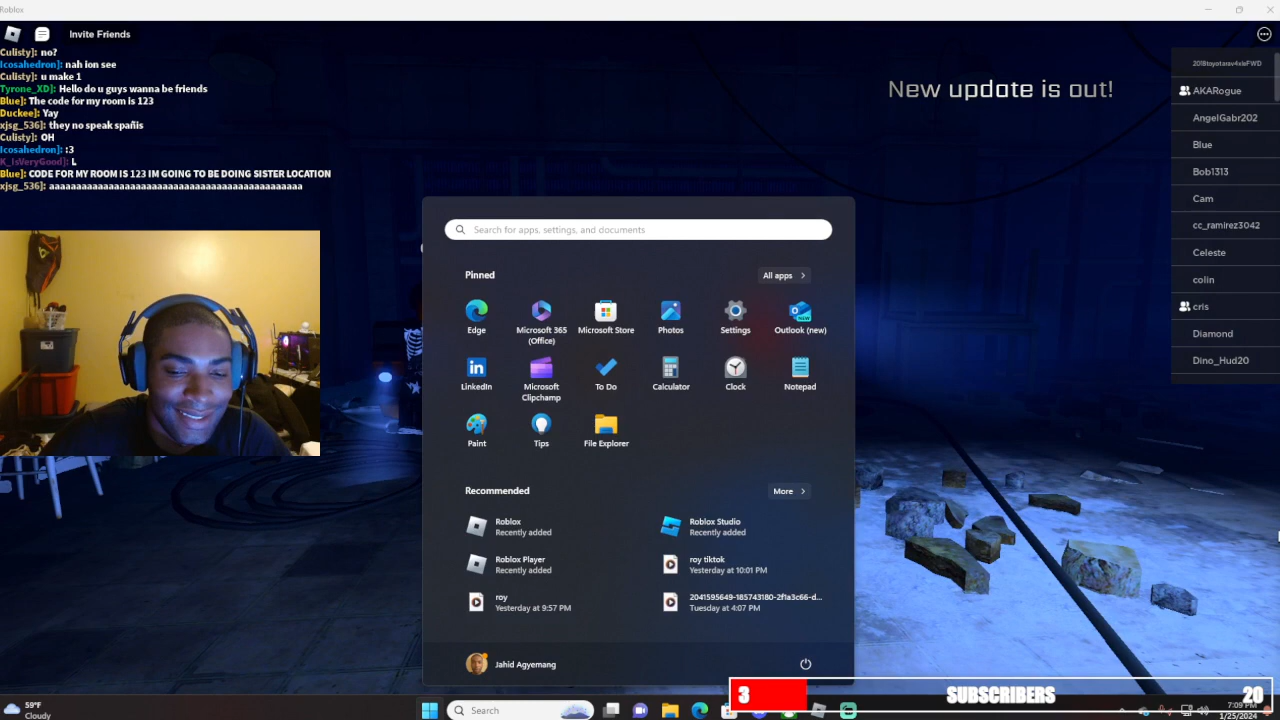 Roblox
Invite Friends
Culisty]: no?
Icosahedron]: nah ion see
Culisty]: u make 1
Tyrone_XD]: Hello do u guys wanna be friends
Blue]: The code for my room is 123
Duckee]: Yay
xjsg_536]: they no speak spañis
Culisty]: OH
Icosahedron]: :3
K_IsVeryGood]: L
Blue]: CODE FOR MY ROOM IS 123 IM GOING TO BE DOING SISTER LOCATION
xjsg_536]: aaaaaaaaaaaaaaaaaaaaaaaaaaaaaaaaaaaaaaaaaaaaaa
New update is out!
2018toyotarav4xleFWD
AKARogue
AngelGabr202
Blue
Bob1313
Cam
cc_ramirez3042
Celeste
colin
cris
Diamond
Dino_Hud20
Search for apps, settings, and documents
Pinned
All apps
Edge
Microsoft 365
(Office)
Microsoft Store
Photos
Settings
Outlook (new)
NEW
LinkedIn
Microsoft
Clipchamp
To Do
Calculator
Clock
Notepad
Paint
Tips
File Explorer
Recommended
More
Roblox
Recently added
Roblox Studio
Recently added
Roblox Player
Recently added
roy tiktok
Yesterday at 10:01 PM
roy
Yesterday at 9:57 PM
2041595649-185743180-2f1a3c66-d...
Tuesday at 4:07 PM
Jahid Agyemang
3 SUBSCRIBERS 20
59°F
Cloudy
Search
7:09 PM
1/25/2024